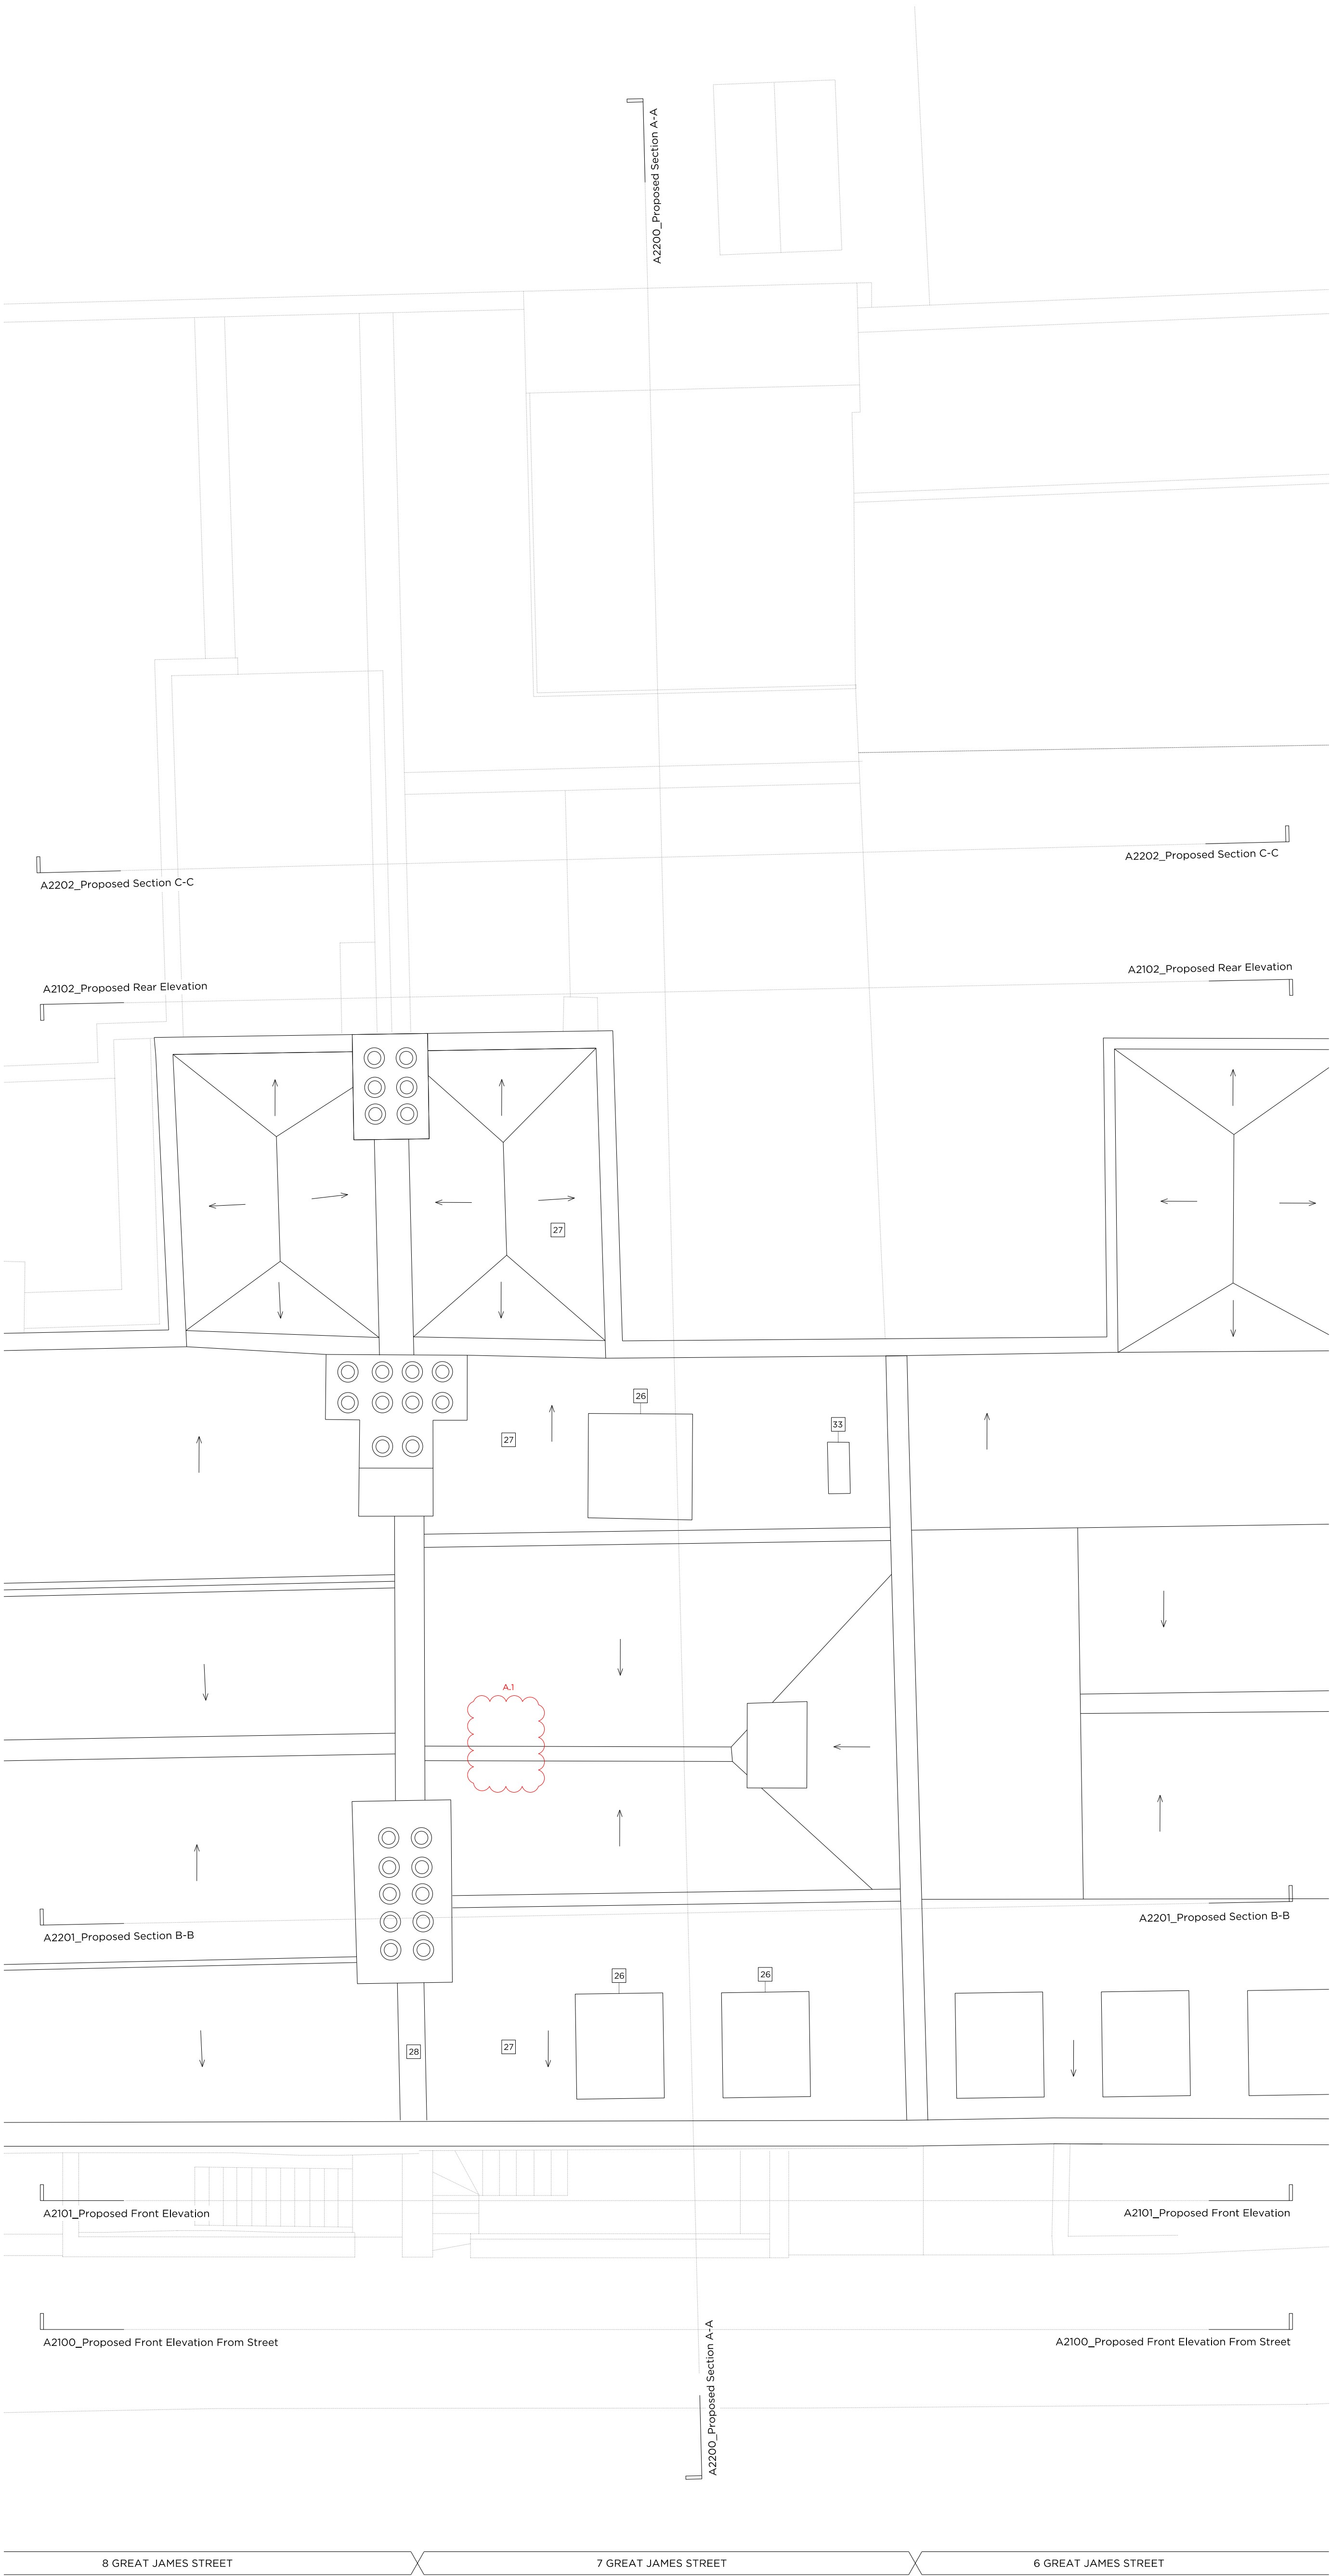 A2200_Proposed Section A-A
A2202_Proposed Section C-C
A2202_Proposed Section C-C
A2102_Proposed Rear Elevation
A2102_Proposed Rear Elevation
27
26
33
27
A.1
A2201_Proposed Section B-B
A2201_Proposed Section B-B
26
26
28
27
A2101_Proposed Front Elevation
A2101_Proposed Front Elevation
A2100_Proposed Front Elevation From Street
A2100_Proposed Front Elevation From Street
A2200_Proposed Section A-A
8 GREAT JAMES STREET
7 GREAT JAMES STREET
6 GREAT JAMES STREET